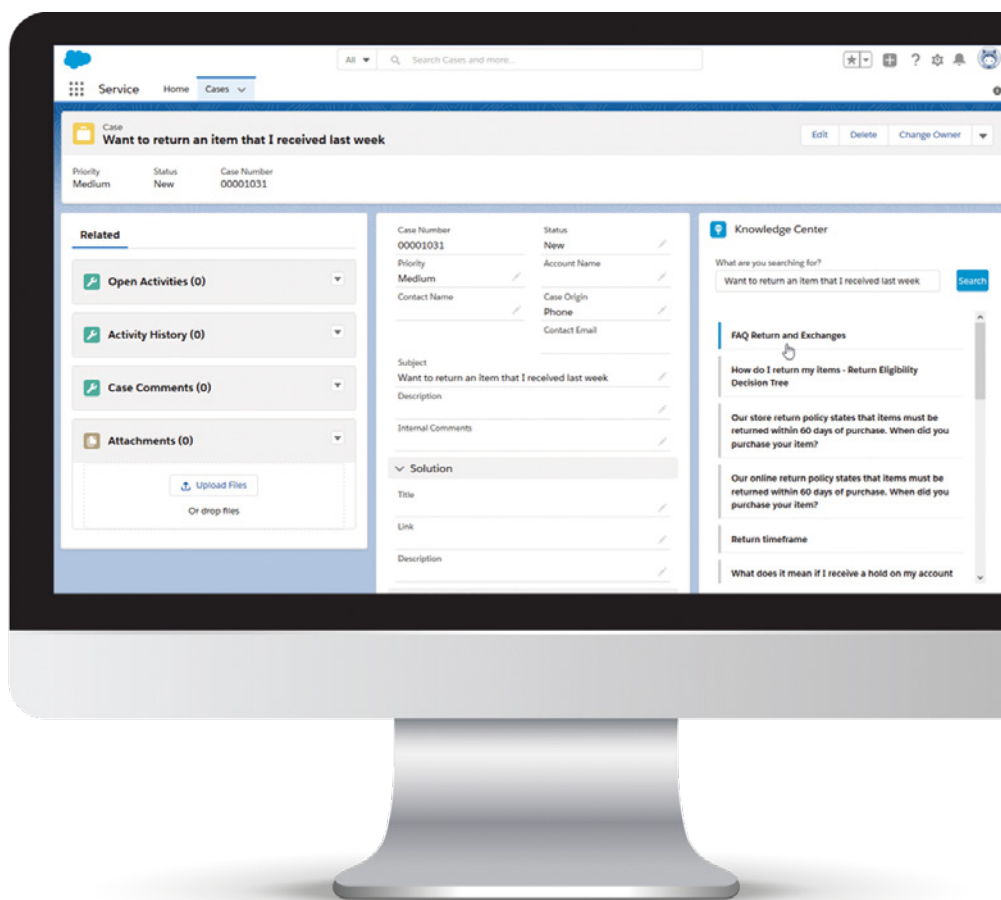 All
Search Cases and more...
Service
Home
Cases
Case
Want to return an item that I received last week
Edit
Delete
Change Owner
Priority
Status
Case Number
Medium
New
00001031
Related
Open Activities (0)
Activity History (0)
Case Comments (0)
Attachments (0)
Upload Files
Or drop files
Case Number
Status
00001031
New
Priority
Account Name
Medium
Contact Name
Case Origin
Phone
Contact Email
Subject
Want to return an item that I received last week
Description
Internal Comments
Solution
Title
Link
Description
Knowledge Center
What are you searching for?
Want to return an item that I received last week
Search
FAQ Return and Exchanges
How do I return my items - Return Eligibility
Decision Tree
Our store return policy states that items must be
returned within 60 days of purchase. When did you
purchase your item?
Our online return policy states that items must be
returned within 60 days of purchase. When did you
purchase your item?
Return timeframe
What does it mean if I receive a hold on my account